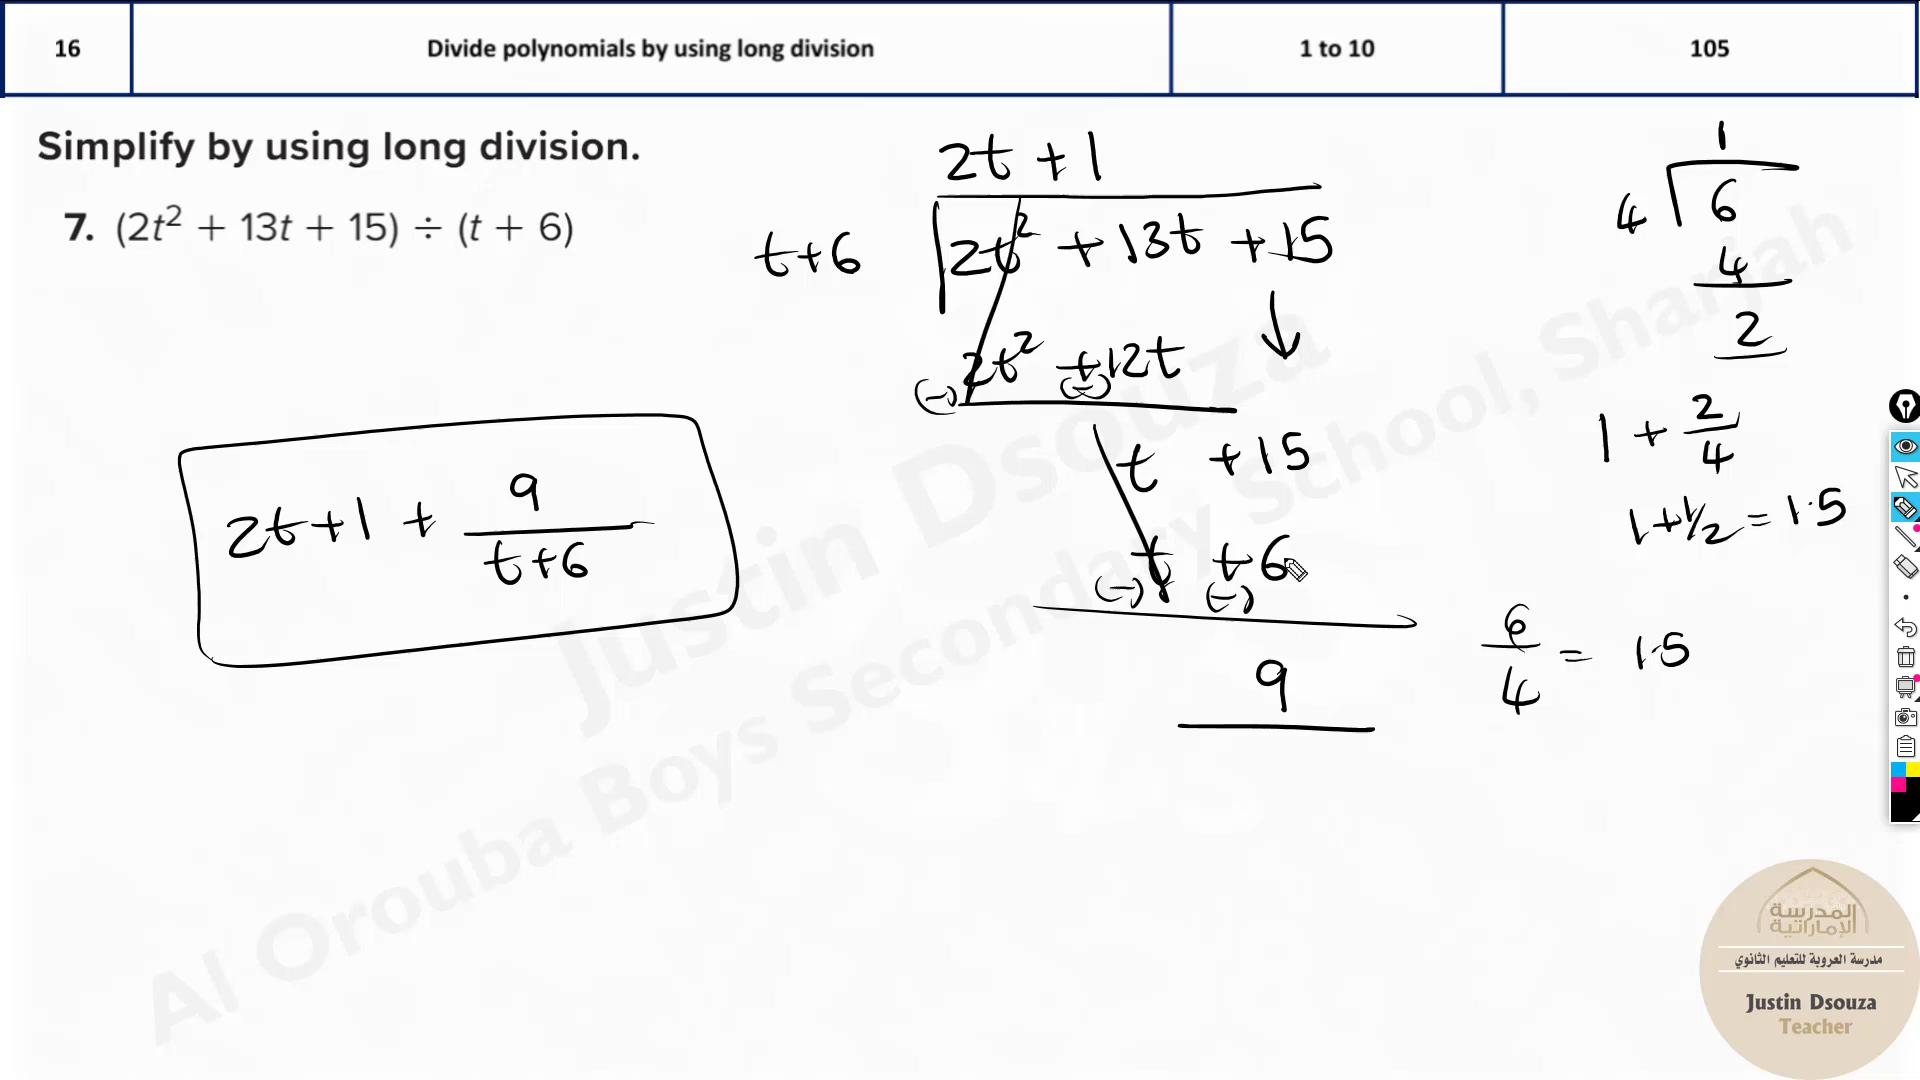 16 Divide polynomials by using long division 1 to 10 105
Simplify by using long division.
7. (2t² + 13t + 15) ÷ (t + 6)
2t + 1
t+6 2t² + 13t + 15
2t² + 12t
(-) (-)
t + 15
t + 6
(-) (-)
9
2t+1 + 9/(t+6)
1
4 6
4
2
1 + 2/4
1 + 1/2 = 1.5
6/4 = 1.5
Justin Dsouza
Al Orouba Boys Secondary School, Sharjah
المدرسة
الإماراتية
مدرسة العروبة للتعليم الثانوي
Justin Dsouza
Teacher